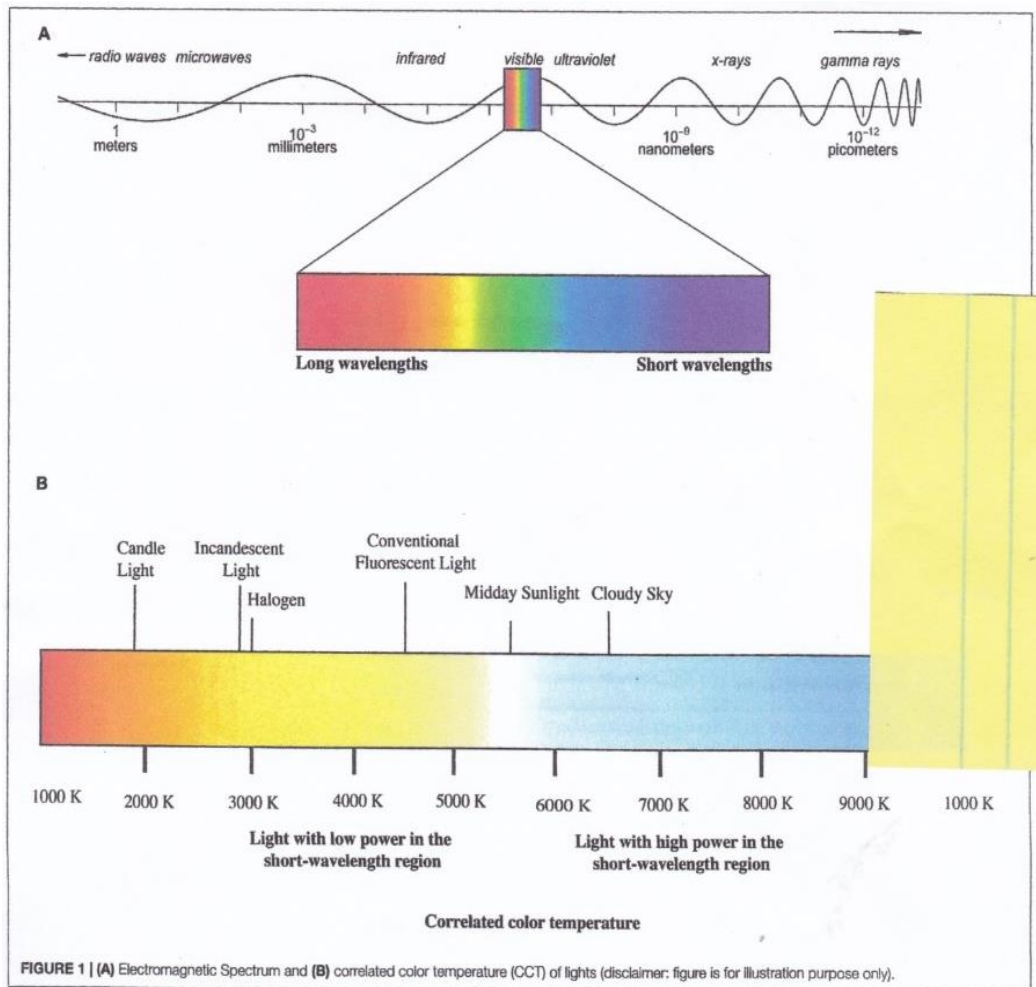 A
← radio waves microwaves infrared visible ultraviolet x-rays gamma rays
1 10⁻³ 10⁻⁹ 10⁻¹²
meters millimeters nanometers picometers
Long wavelengths Short wavelengths
B
Candle Light
Incandescent Light
Halogen
Conventional Fluorescent Light
Midday Sunlight Cloudy Sky
1000 K 2000 K 3000 K 4000 K 5000 K 6000 K 7000 K 8000 K 9000 K 1000 K
Light with low power in the
short-wavelength region
Light with high power in the
short-wavelength region
Correlated color temperature
FIGURE 1 | (A) Electromagnetic Spectrum and (B) correlated color temperature (CCT) of lights (disclaimer: figure is for illustration purpose only).